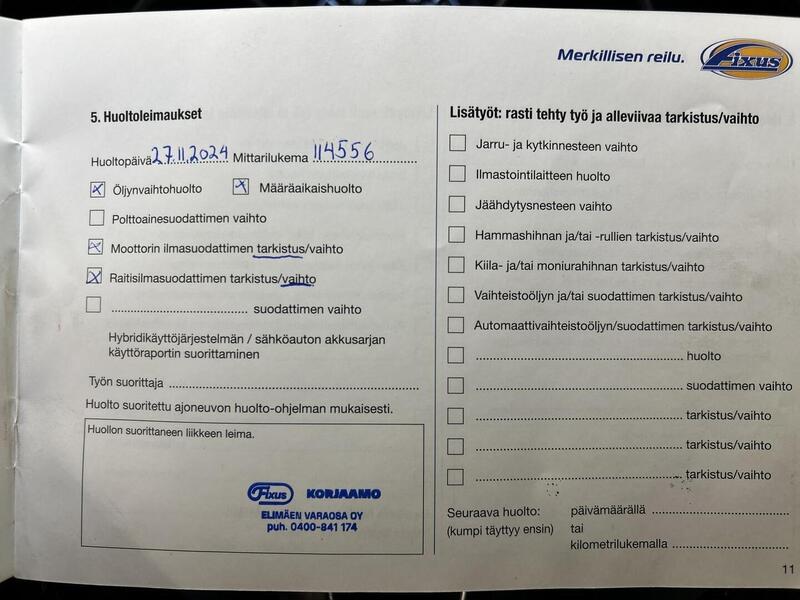 Merkillisen reilu. Fixus
5. Huoltoleimaukset
Huoltopäivä 27.11.2024 Mittarilukema 114556
Öljynvaihtohuolto Määräaikaishuolto
Polttoainesuodattimen vaihto
Moottorin ilmasuodattimen tarkistus/vaihto
Raitisilmasuodattimen tarkistus/vaihto
suodattimen vaihto
Hybridikäyttöjärjestelmän / sähköauton akkusarjan
käyttöraportin suorittaminen
Työn suorittaja
Huolto suoritettu ajoneuvon huolto-ohjelman mukaisesti.
Huollon suorittaneen liikkeen leima.
Fixus KORJAAMO
ELIMÄEN VARAOSA OY
puh. 0400-841 174
Lisätyöt: rasti tehty työ ja alleviivaa tarkistus/vaihto
Jarru- ja kytkinnesteen vaihto
Ilmastointilaitteen huolto
Jäähdytysnesteen vaihto
Hammashihnan ja/tai -rullien tarkistus/vaihto
Kiila- ja/tai moniurahihnan tarkistus/vaihto
Vaihteistoöljyn ja/tai suodattimen tarkistus/vaihto
Automaattivaihteistoöljyn/suodattimen tarkistus/vaihto
huolto
suodattimen vaihto
tarkistus/vaihto
tarkistus/vaihto
tarkistus/vaihto
Seuraava huolto: päivämäärällä
(kumpi täyttyy ensin) tai
kilometrilukemalla
11